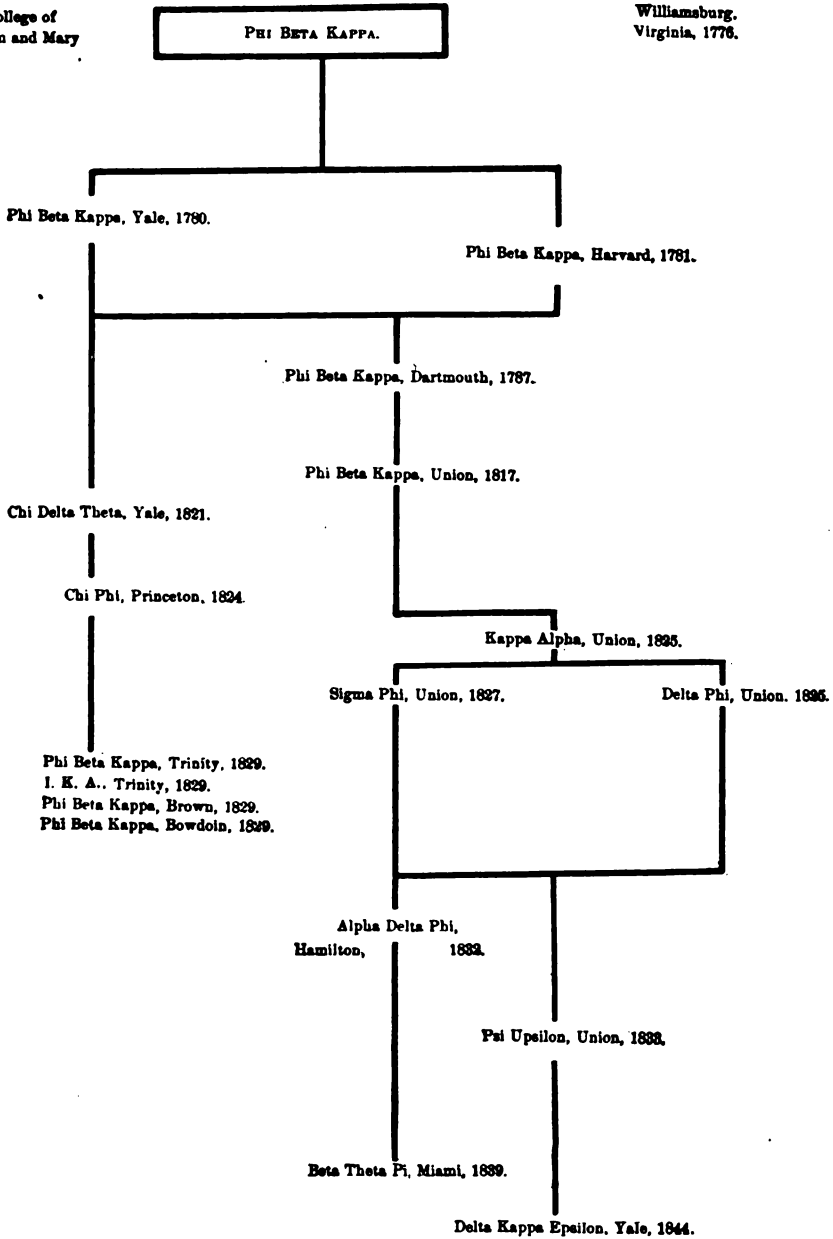 ollege of
n and Mary
PHI BETA KAPPA.
Williamsburg.
Virginia, 1776.
Phi Beta Kappa, Yale, 1780.
Phi Beta Kappa, Harvard, 1781.
Phi Beta Kappa, Dartmouth, 1787.
Phi Beta Kappa, Union, 1817.
Chi Delta Theta, Yale, 1821.
Chi Phi, Princeton, 1824.
Kappa Alpha, Union, 1825.
Sigma Phi, Union, 1827.
Delta Phi, Union. 1825.
Phi Beta Kappa, Trinity, 1829.
I. K. A., Trinity, 1829.
Phi Beta Kappa, Brown, 1829.
Phi Beta Kappa, Bowdoin, 1829.
Alpha Delta Phi,
Hamilton, 1832.
Psi Upsilon, Union, 1833.
Beta Theta Pi, Miami, 1839.
Delta Kappa Epsilon, Yale, 1844.